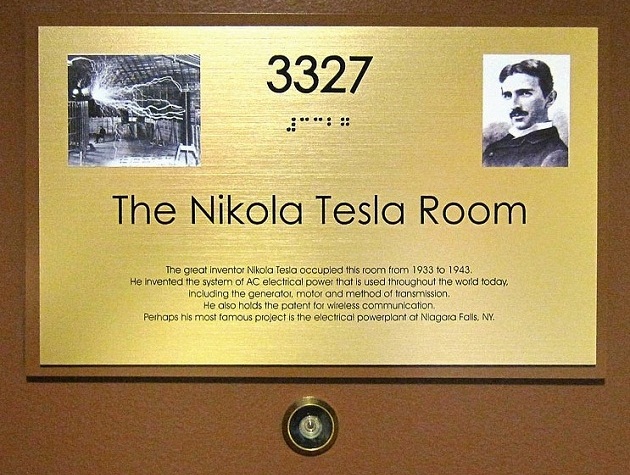 3327
⠼⠉⠉⠃⠛
The Nikola Tesla Room
The great inventor Nikola Tesla occupied this room from 1933 to 1943.
He invented the system of AC electrical power that is used throughout the world today,
including the generator, motor and method of transmission.
He also holds the patent for wireless communication.
Perhaps his most famous project is the electrical powerplant at Niagara Falls, NY.